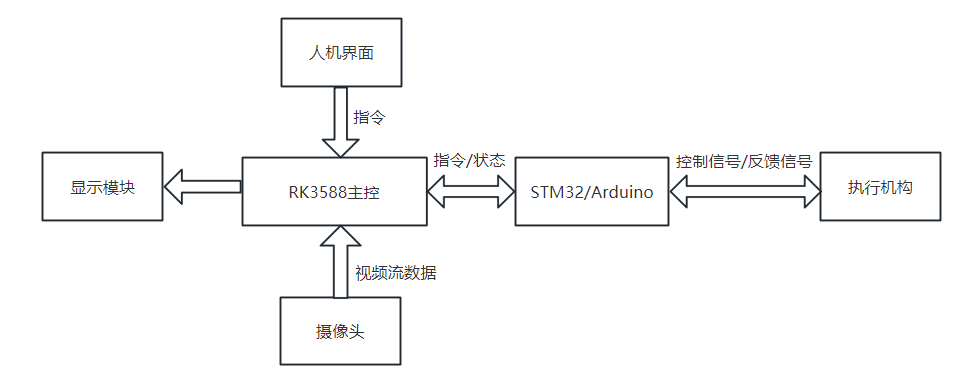 人机界面
指令
显示模块
RK3588主控
指令/状态
STM32/Arduino
控制信号/反馈信号
执行机构
视频流数据
摄像头